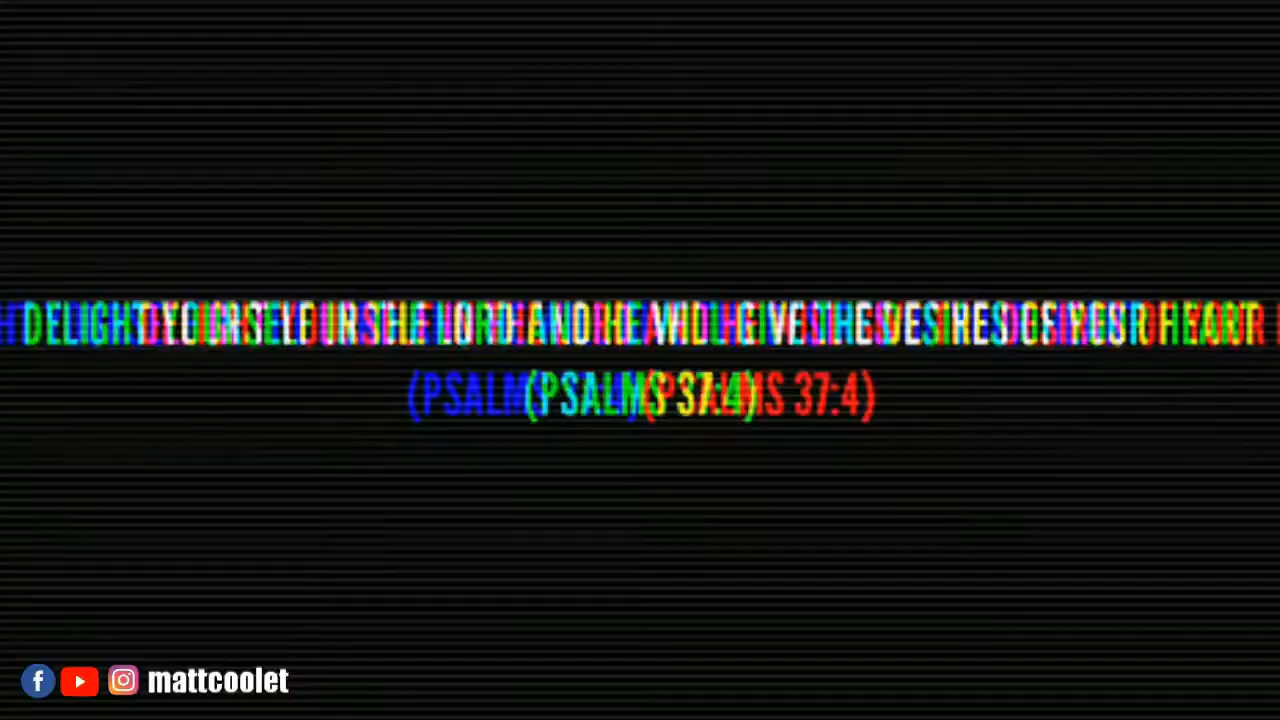 DELIGHT YOURSELF IN THE LORD AND HE WILL GIVE THE DESIRES OF YOUR HEART
(PSALMS 37:4)
mattcoolet